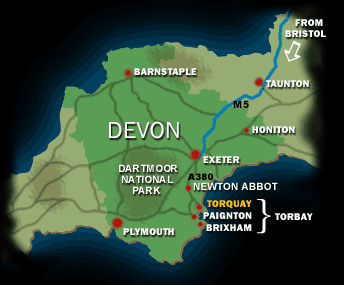 FROM
BRISTOL
BARNSTAPLE
TAUNTON
M5
DEVON
HONITON
EXETER
DARTMOOR
NATIONAL
PARK
A380
NEWTON ABBOT
TORQUAY
PAIGNTON
TORBAY
BRIXHAM
PLYMOUTH